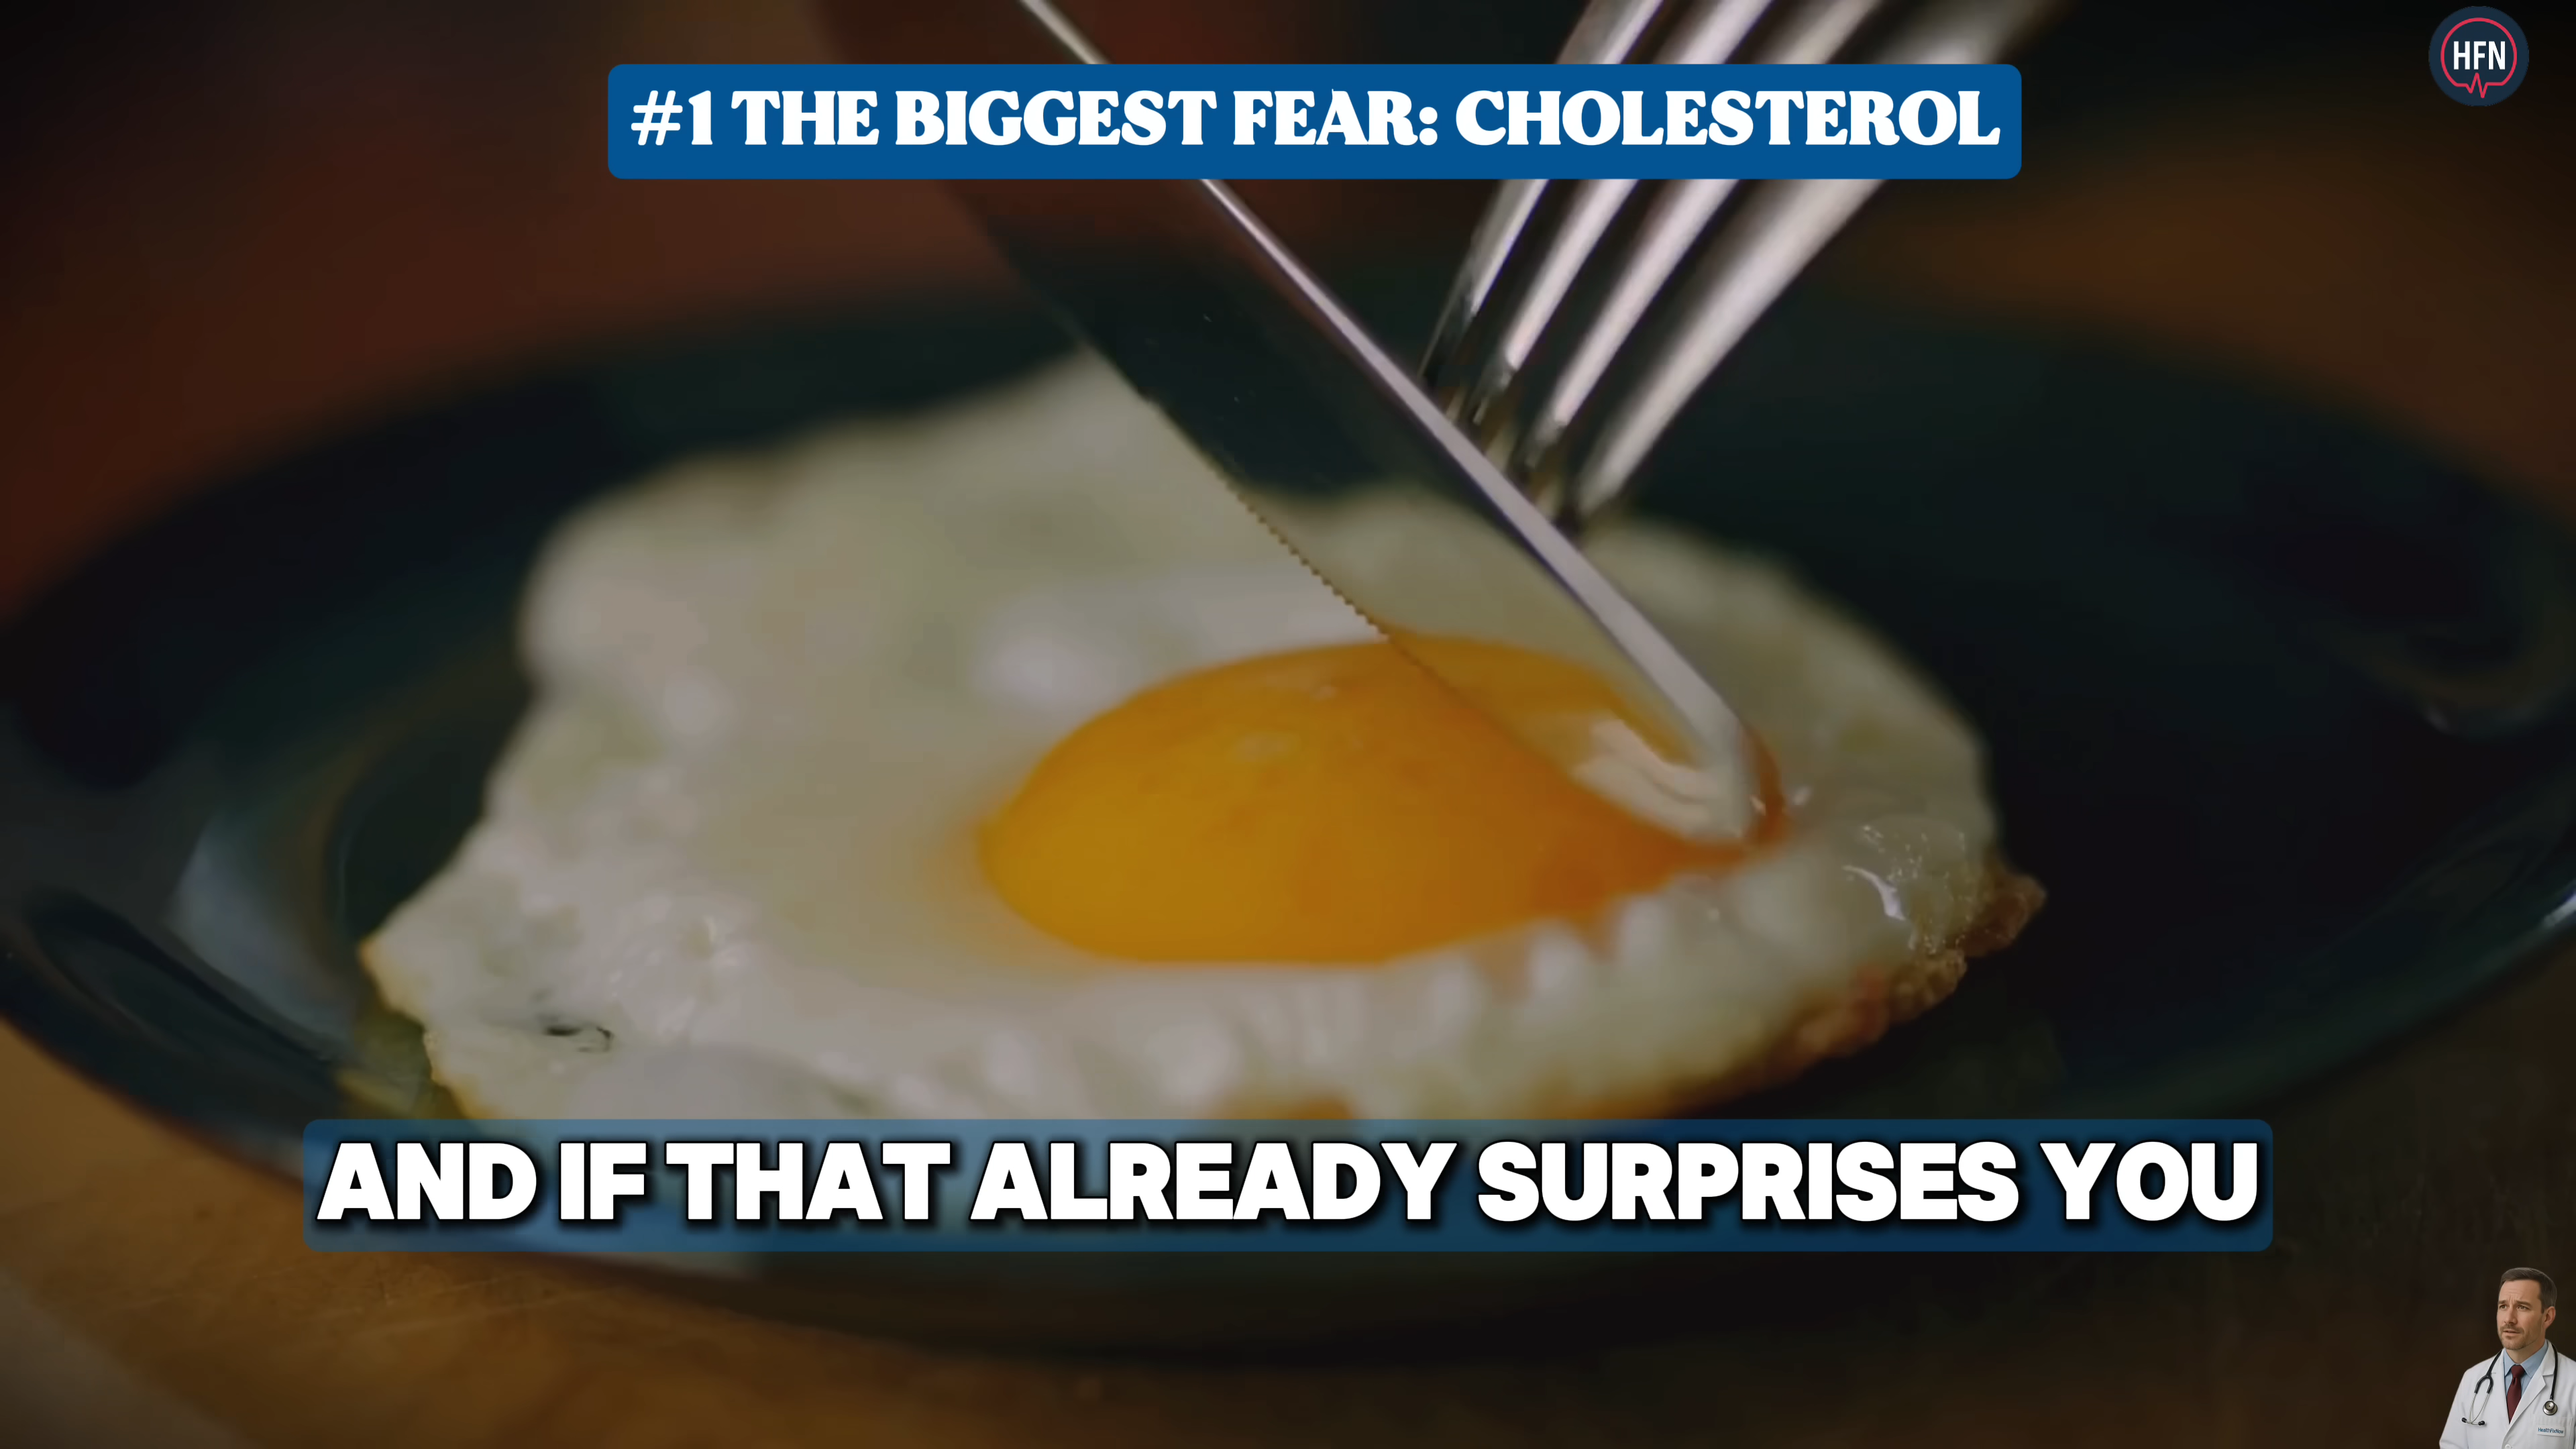 HFN
#1 THE BIGGEST FEAR: CHOLESTEROL
AND IF THAT ALREADY SURPRISES YOU